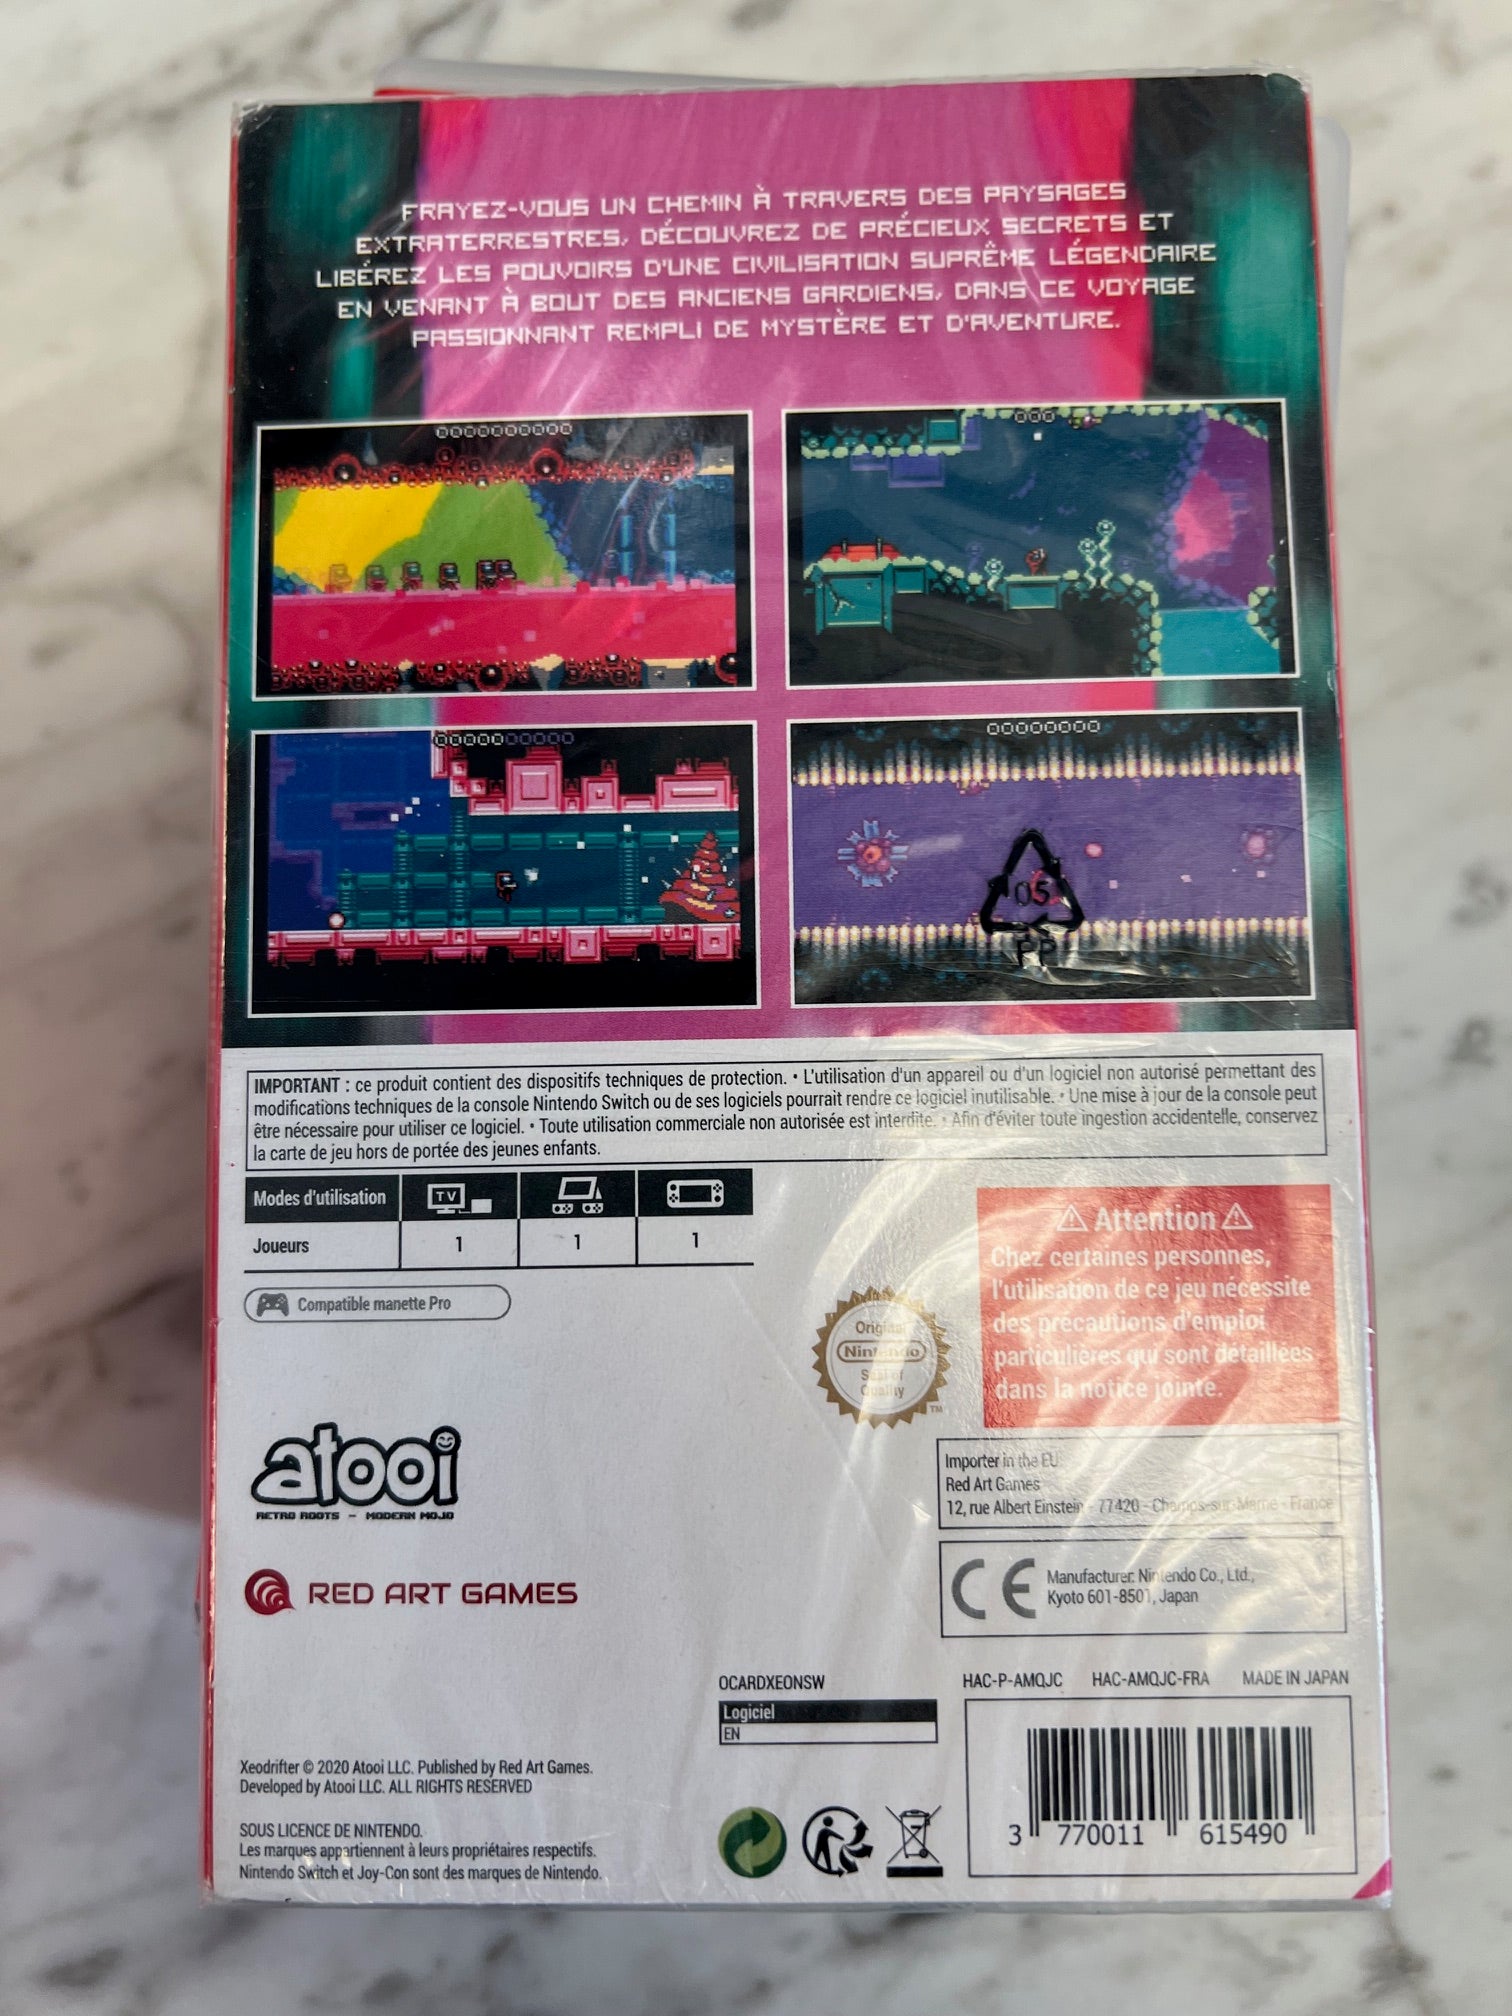 FRAYEZ-VOUS UN CHEMIN À TRAVERS DES PAYSAGES
EXTRATERRESTRES, DÉCOUVREZ DE PRÉCIEUX SECRETS ET
LIBÉREZ LES POUVOIRS D'UNE CIVILISATION SUPRÊME LÉGENDAIRE
EN VENANT À BOUT DES ANCIENS GARDIENS, DANS CE VOYAGE
PASSIONNANT REMPLI DE MYSTÈRE ET D'AVENTURE.
05
PP
IMPORTANT : ce produit contient des dispositifs techniques de protection. • L'utilisation d'un appareil ou d'un logiciel non autorisé permettant des
modifications techniques de la console Nintendo Switch ou de ses logiciels pourrait rendre ce logiciel inutilisable. • Une mise à jour de la console peut
être nécessaire pour utiliser ce logiciel. • Toute utilisation commerciale non autorisée est interdite. • Afin d'éviter toute ingestion accidentelle, conservez
la carte de jeu hors de portée des jeunes enfants.
Modes d'utilisation TV
Joueurs 1 1 1
Compatible manette Pro
Attention
Chez certaines personnes,
l'utilisation de ce jeu nécessite
des précautions d'emploi
particulières qui sont détaillées
dans la notice jointe.
Original
Nintendo
Seal of
Quality
TM
atooi
RETRO ROOTS - MODERN MOJO
Importer in the EU
Red Art Games
12, rue Albert Einstein - 77420 - Champs-sur-Marne - France
CE
Manufacturer: Nintendo Co., Ltd.,
Kyoto 601-8501, Japan
RED ART GAMES
OCARDXEONSW
Logiciel
EN
HAC-P-AMQJC HAC-AMQJC-FRA MADE IN JAPAN
Xeodrifter © 2020 Atooi LLC. Published by Red Art Games.
Developed by Atooi LLC. ALL RIGHTS RESERVED
SOUS LICENCE DE NINTENDO.
Les marques appartiennent à leurs propriétaires respectifs.
Nintendo Switch et Joy-Con sont des marques de Nintendo.
3 770011 615490